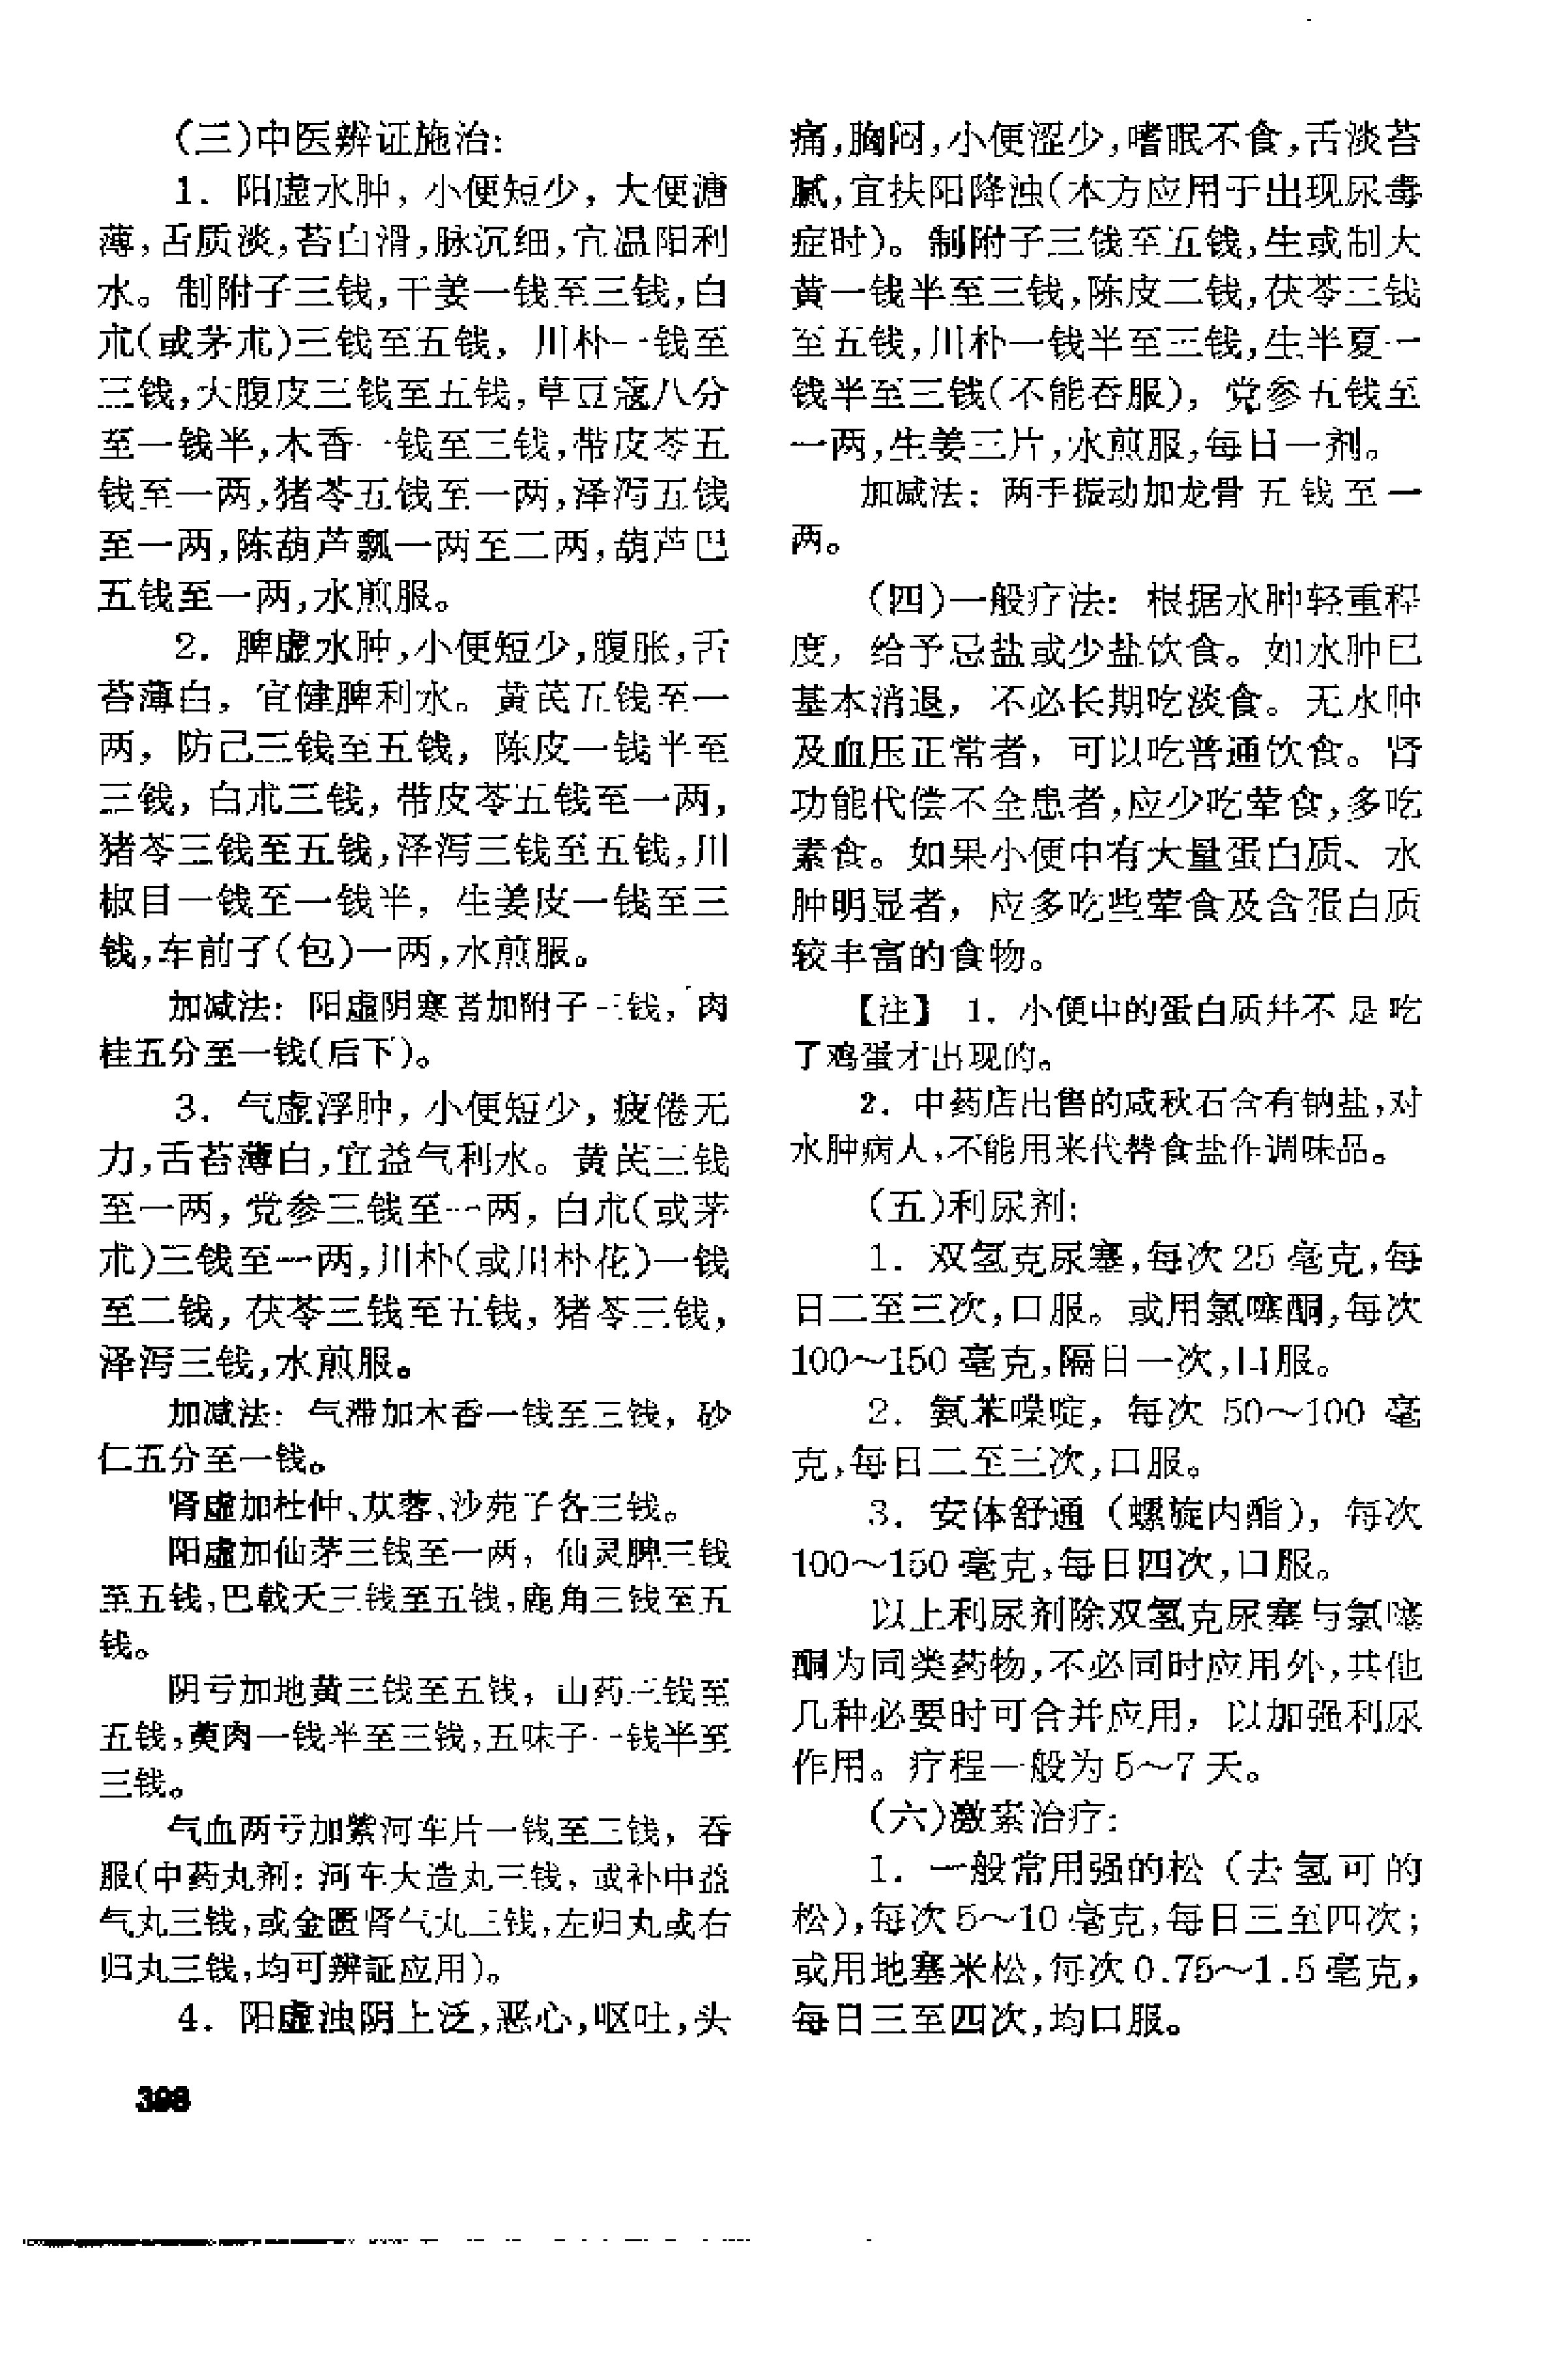 (三)中医辨证施治:
1. 阳虚水肿,小便短少,大便溏
薄,舌质淡,苔白滑,脉沉细,宜温阳利
水。制附子三钱,干姜一钱至三钱,白
朮(或茅朮)三钱至五钱,川朴一钱至
三钱,大腹皮三钱至五钱,草豆蔻八分
至一钱半,木香一钱至三钱,带皮苓五
钱至一两,猪苓五钱至一两,泽泻五钱
至一两,陈葫芦瓢一两至二两,葫芦巴
五钱至一两,水煎服。
2. 脾虚水肿,小便短少,腹胀,舌
苔薄白,宜健脾利水。黄芪五钱至一
两,防己三钱至五钱,陈皮一钱半至
三钱,白朮三钱,带皮苓五钱至一两,
猪苓三钱至五钱,泽泻三钱至五钱,川
椒目一钱至一钱半,生姜皮一钱至三
钱,车前子(包)一两,水煎服。
加减法: 阳虚阴寒者加附子三钱,肉
桂五分至一钱(后下)。
3. 气虚浮肿,小便短少,疲倦无
力,舌苔薄白,宜益气利水。黄芪三钱
至一两,党参三钱至一两,白朮(或茅
朮)三钱至一两,川朴(或川朴花)一钱
至二钱,茯苓三钱至五钱,猪苓三钱,
泽泻三钱,水煎服。
加减法: 气滞加木香一钱至三钱,砂
仁五分至一钱。
肾虚加杜仲、苁蓉、沙苑子各三钱。
阳虚加仙茅三钱至一两,仙灵脾三钱
至五钱,巴戟天三钱至五钱,鹿角三钱至五
钱。
阴亏加地黄三钱至五钱,山药三钱至
五钱,萸肉一钱半至三钱,五味子一钱半至
三钱。
气血两亏加紫河车片一钱至二钱,吞
服(中药丸剂: 河车大造丸三钱,或补中益
气丸三钱,或金匮肾气丸三钱,左归丸或右
归丸三钱,均可辨証应用)。
4. 阳虚浊阴上泛,恶心,呕吐,头
398
痛,胸闷,小便涩少,嗜眠不食,舌淡苔
腻,宜扶阳降浊(本方应用于出现尿毒
症时)。制附子三钱至五钱,生或制大
黄一钱半至三钱,陈皮二钱,茯苓三钱
至五钱,川朴一钱半至三钱,生半夏一
钱半至三钱(不能吞服),党参五钱至
一两,生姜三片,水煎服,每日一剂。
加减法: 两手振动加龙骨五钱至一
两。
(四)一般疗法: 根据水肿轻重程
度,给予忌盐或少盐饮食。如水肿已
基本消退,不必长期吃淡食。无水肿
及血压正常者,可以吃普通饮食。肾
功能代偿不全患者,应少吃荤食,多吃
素食。如果小便中有大量蛋白质、水
肿明显者,应多吃些荤食及含蛋白质
较丰富的食物。
【注】 1. 小便中的蛋白质幷不是吃
了鸡蛋才出现的。
2. 中药店出售的咸秋石含有钠盐,对
水肿病人,不能用来代替食盐作调味品。
(五)利尿剂:
1. 双氢克尿塞,每次25毫克,每
日二至三次,口服。或用氯噻酮,每次
100～150毫克,隔日一次,口服。
2. 氨苯喋啶,每次 50～100 毫
克,每日二至三次,口服。
3. 安体舒通(螺旋内酯),每次
100～150毫克,每日四次,口服。
以上利尿剂除双氢克尿塞与氯噻
酮为同类药物,不必同时应用外,其他
几种必要时可合并应用,以加强利尿
作用。疗程一般为5～7天。
(六)激素治疗:
1. 一般常用强的松(去氢可的
松),每次5～10毫克,每日三至四次;
或用地塞米松,每次0.75～1.5毫克,
每日三至四次,均口服。